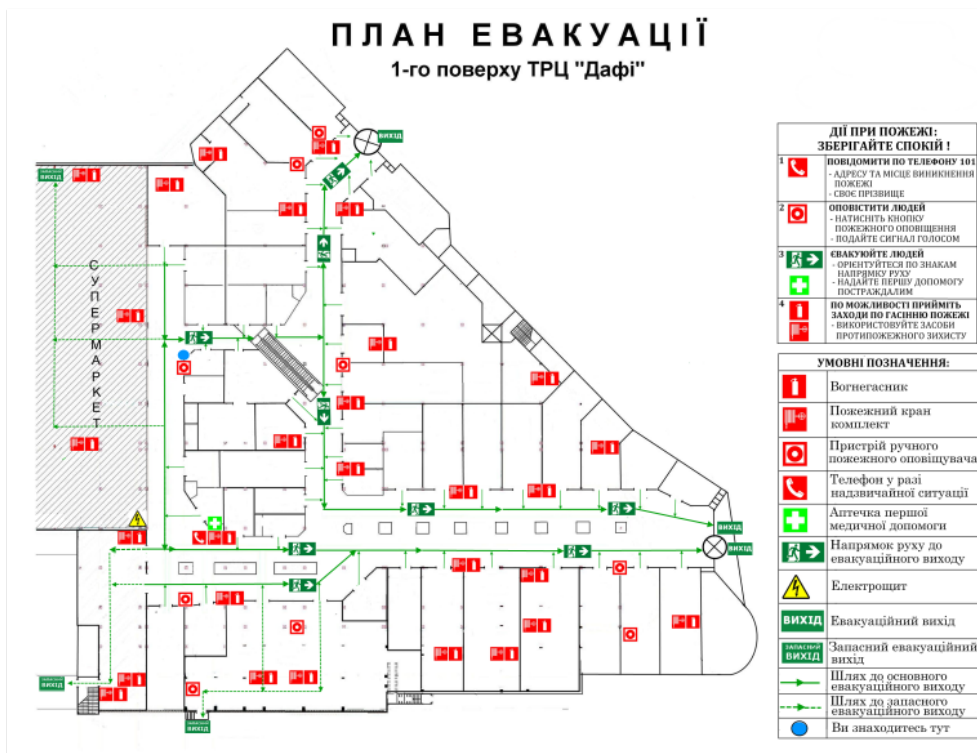 ПЛАН ЕВАКУАЦІЇ
1-го поверху ТРЦ "Дафі"
ВИХІД
ЗАПАСНИЙ
ВИХІД
СУПЕРМАРКЕТ
ВИХІД
ВИХІД
ЗАПАСНИЙ
ВИХІД
ЗАПАСНИЙ
ВИХІД
ДІЇ ПРИ ПОЖЕЖІ:
ЗБЕРІГАЙТЕ СПОКІЙ !
1 ПОВІДОМИТИ ПО ТЕЛЕФОНУ 101
- АДРЕСУ ТА МІСЦЕ ВИНИКНЕННЯ
ПОЖЕЖІ
- СВОЄ ПРІЗВИЩЕ
2 ОПОВІСТИТИ ЛЮДЕЙ
- НАТИСНІТЬ КНОПКУ
ПОЖЕЖНОГО ОПОВІЩЕННЯ
- ПОДАЙТЕ СИГНАЛ ГОЛОСОМ
3 ЄВАКУЮЙТЕ ЛЮДЕЙ
- ОРІЄНТУЙТЕСЯ ПО ЗНАКАМ
НАПРЯМКУ РУХУ
- НАДАЙТЕ ПЕРШУ ДОПОМОГУ
ПОСТРАЖДАЛИМ
4 ПО МОЖЛИВОСТІ ПРИЙМІТЬ
ЗАХОДИ ПО ГАСІННЮ ПОЖЕЖІ
- ВИКОРИСТОВУЙТЕ ЗАСОБИ
ПРОТИПОЖЕЖНОГО ЗИХИСТУ
УМОВНІ ПОЗНАЧЕННЯ:
Вогнегасник
Пожежний кран
комплект
Пристрій ручного
пожежного оповіщувача
Телефон у разі
надзвичайної ситуації
Аптечка першої
медичної допомоги
Напрямок руху до
евакуаційного виходу
Електрощит
ВИХІД Евакуаційний вихід
ЗАПАСНИЙ
ВИХІД
Запасний евакуаційний
вихід
Шлях до основного
евакуаційного виходу
Шлях до запасного
евакуаційного виходу
Ви знаходитесь тут